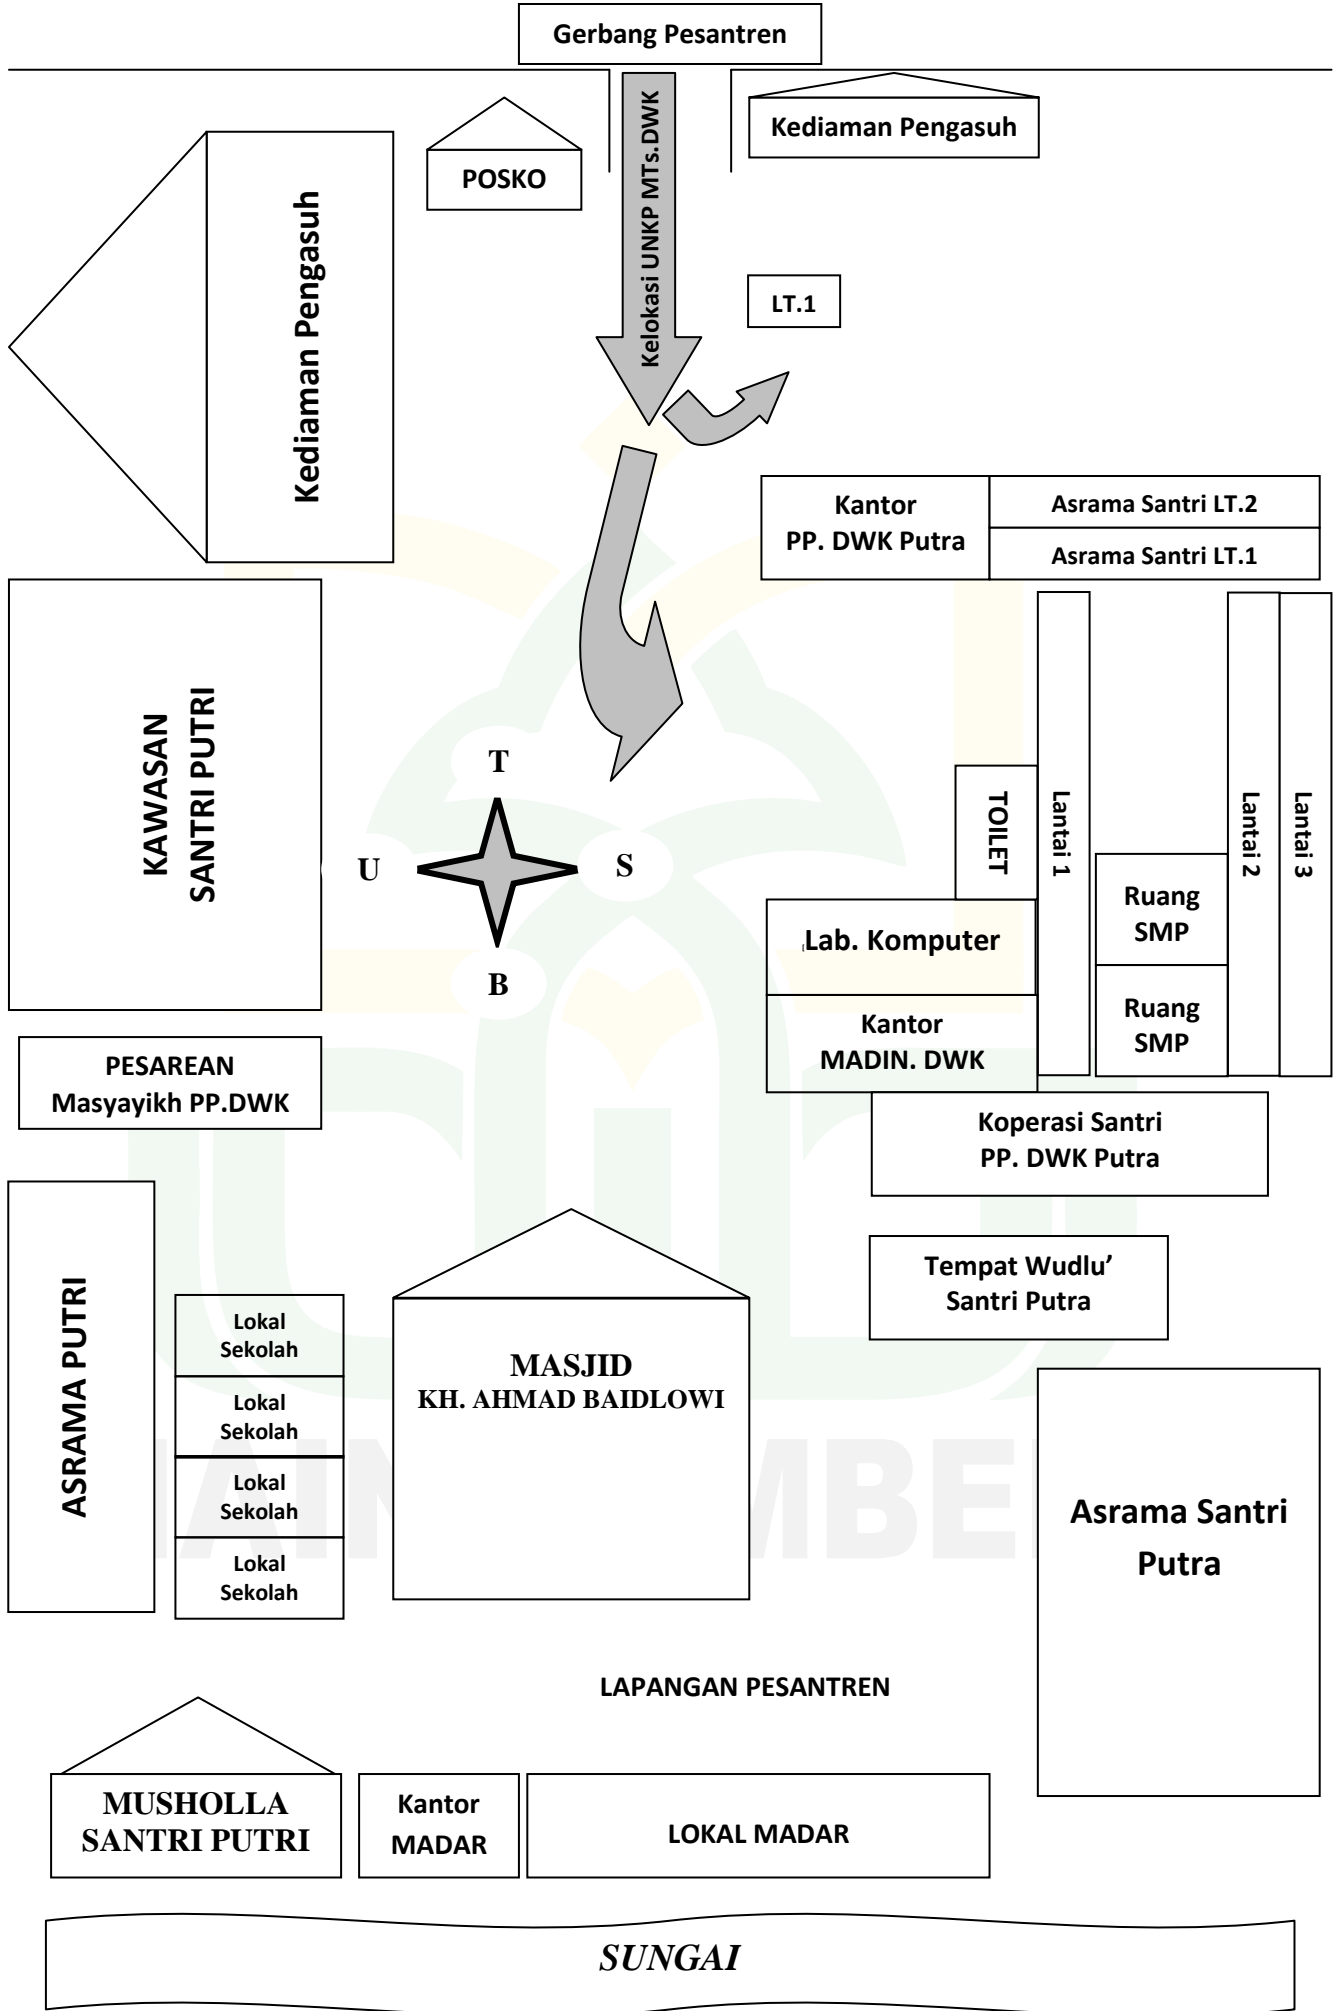 Gerbang Pesantren
Kelokasi UNKP MTs.DWK
Kediaman Pengasuh
POSKO
Kediaman Pengasuh
LT.1
Kantor
PP. DWK Putra
Asrama Santri LT.2
Asrama Santri LT.1
KAWASAN
SANTRI PUTRI
T
U
S
B
TOILET
Lantai 1
Lantai 2
Lantai 3
Ruang
SMP
Ruang
SMP
Lab. Komputer
Kantor
MADIN. DWK
PESAREAN
Masyayikh PP.DWK
Koperasi Santri
PP. DWK Putra
Tempat Wudlu’
Santri Putra
ASRAMA PUTRI
Lokal
Sekolah
Lokal
Sekolah
Lokal
Sekolah
Lokal
Sekolah
MASJID
KH. AHMAD BAIDLOWI
Asrama Santri
Putra
LAPANGAN PESANTREN
MUSHOLLA
SANTRI PUTRI
Kantor
MADAR
LOKAL MADAR
SUNGAI